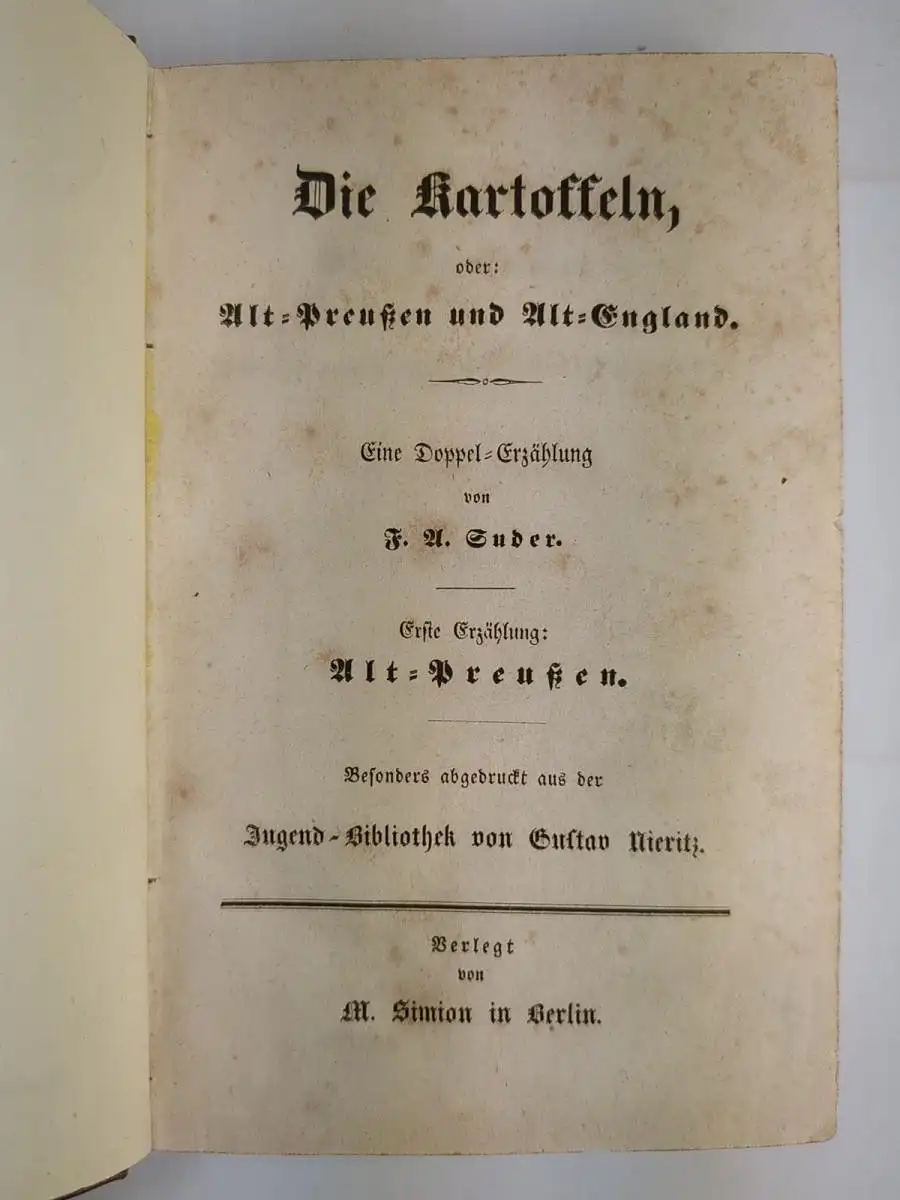 Die Kartoffeln,
oder:
Alt-Preußen und Alt-England.
Eine Doppel-Erzählung
von
F. A. Suder.
Erste Erzählung:
Alt-Preußen.
Besonders abgedruckt aus der
Jugend-Bibliothek von Gustav Nieritz.
Verlegt
von
M. Simion in Berlin.